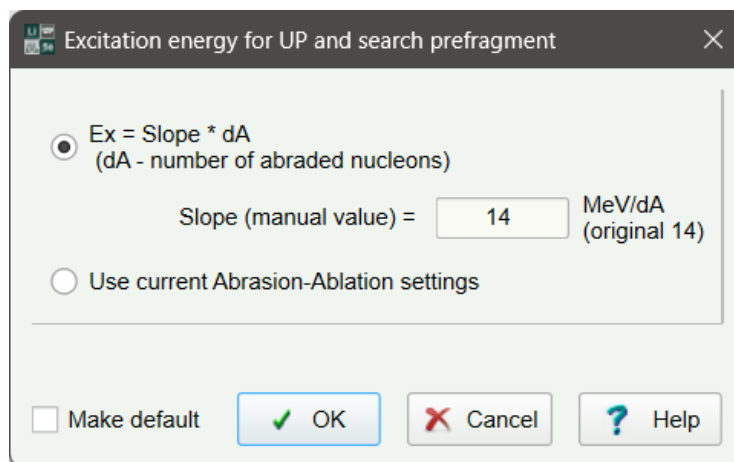 Excitation energy for UP and search prefragment
Ex = Slope * dA
(dA - number of abraded nucleons)
Slope (manual value) = 14 MeV/dA
(original 14)
Use current Abrasion-Ablation settings
Make default OK Cancel ? Help